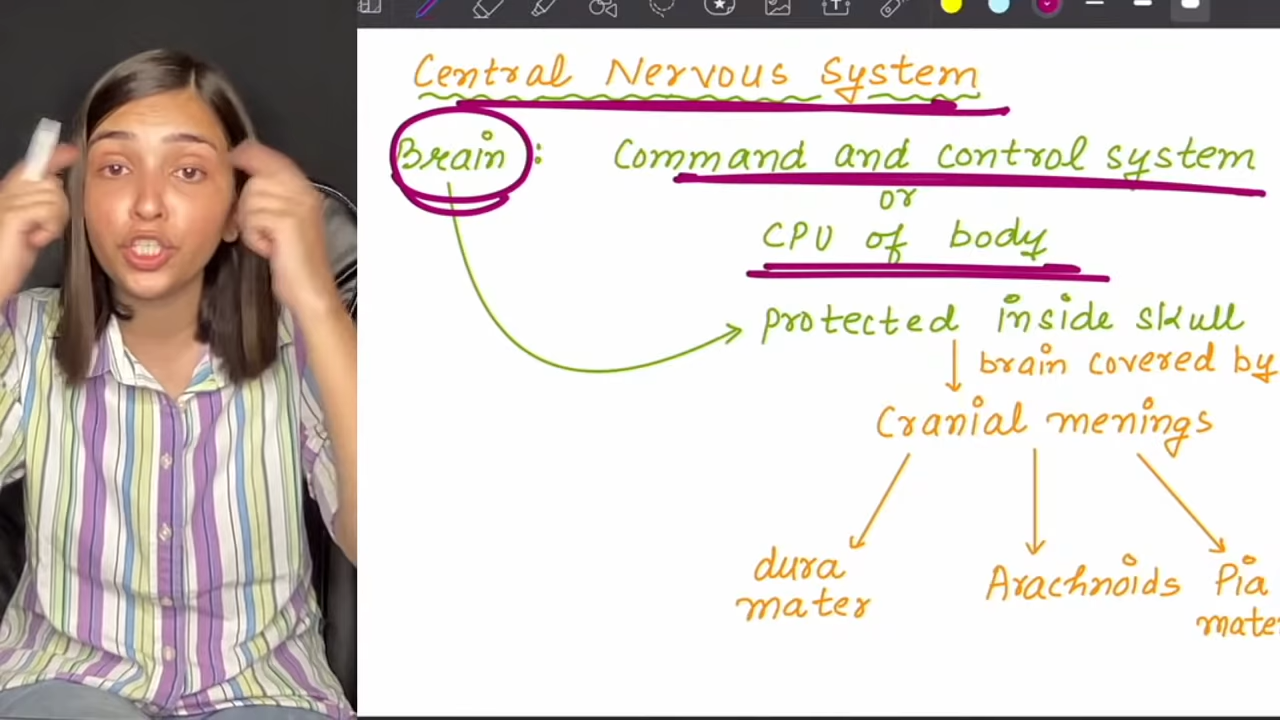 Central Nervous System
Brain : Command and control system
or
CPU of body
protected inside skull
brain covered by
Cranial menings
dura
mater
Arachnoids
Pia
mate